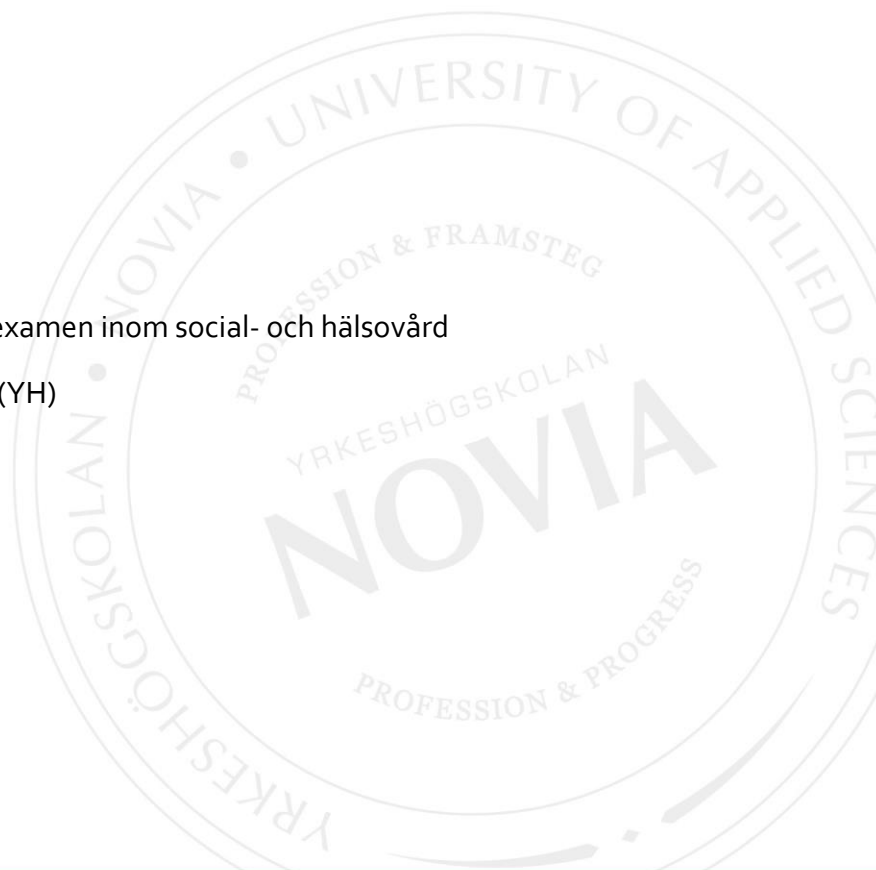 UNIVERSITY OF APPLIED SCIENCES
PROFESSION & FRAMSTEG
examen inom social- och hälsovård
(YH)
YRKESHÖGSKOLAN
NOVIA
PROFESSION & PROGRESS
YRKESHÖGSKOLAN • NOVIA •